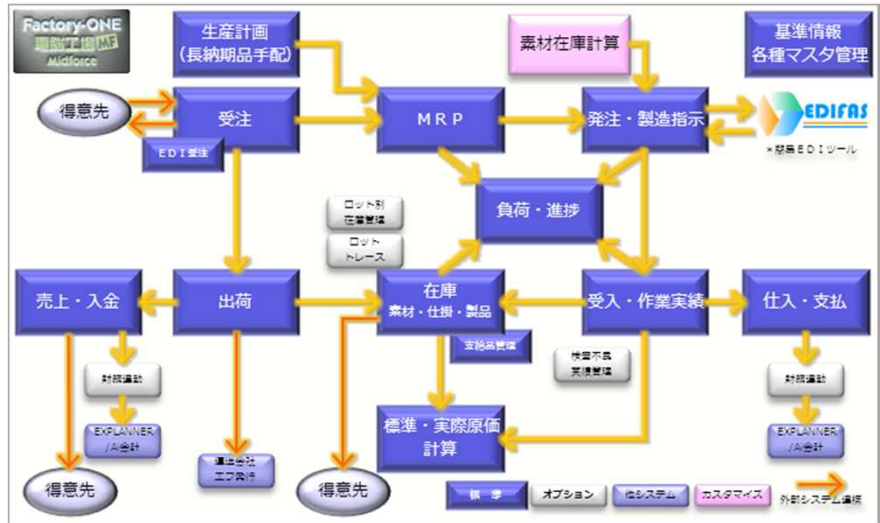 Factory-ONE
電脳工場MF
Midforce
生産計画
(長納期品手配)
素材在庫計算
基準情報
各種マスタ管理
得意先
受注
EDI受注
MRP
発注・製造指示
EDIFAS
*簡易EDIツール
負荷・進捗
ロット別
在庫管理
ロット
トレース
売上・入金
出荷
在庫
素材・仕掛・製品
支給品管理
受入・作業実績
仕入・支払
検査不良
実績管理
財務連動
財務連動
EXPLANNER
/Ai会計
運送会社
エフ発行
標準・実際原価
計算
EXPLANNER
/Ai会計
得意先
得意先
標準
オプション
他システム
カスタマイズ
外部システム連携